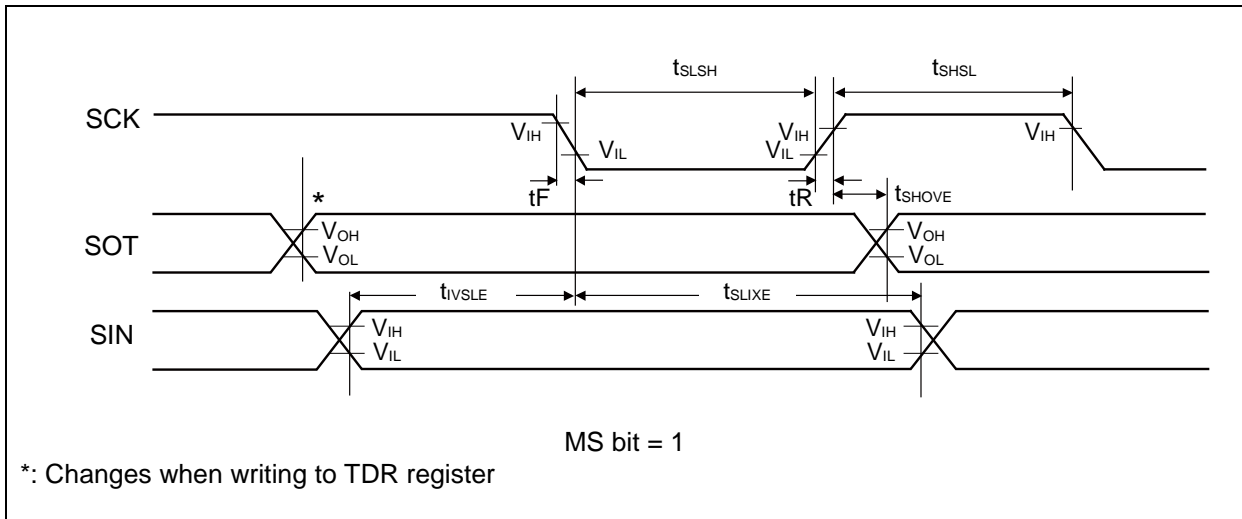 tSLSH
tSHSL
SCK
VIH
VIL
VIL
VIH
VIH
tF
tR
tSHOVE
*
SOT
VOH
VOL
VOH
VOL
tIVSLE
tSLIXE
SIN
VIH
VIL
VIH
VIL
MS bit = 1
*: Changes when writing to TDR register